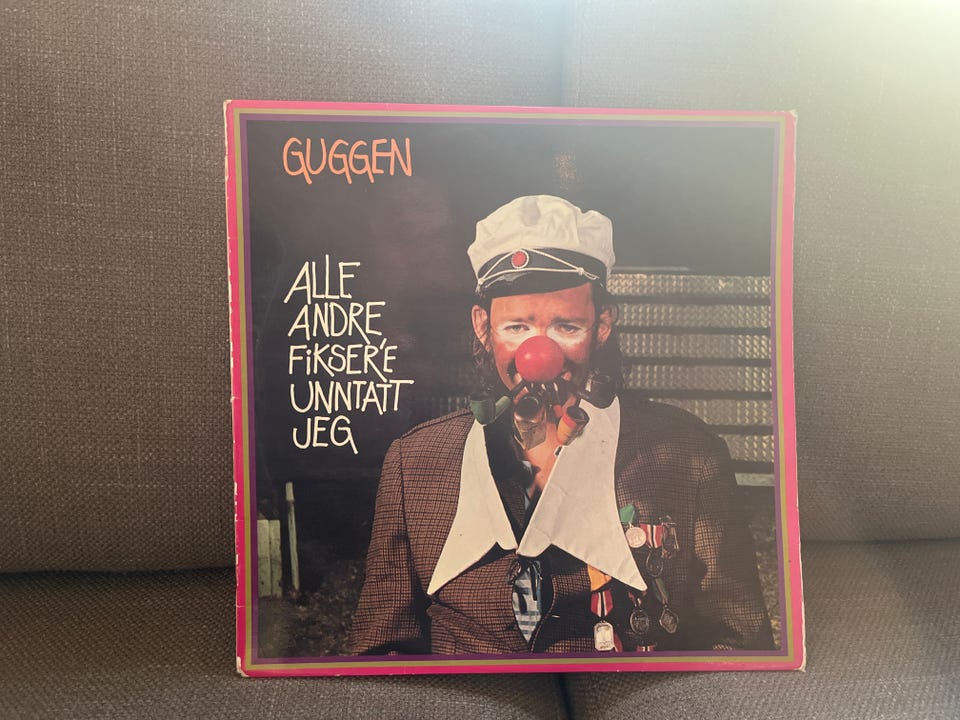 GUGGEN
ALLE
ANDRE,
FiKSER'E
UNNTATT
JEG